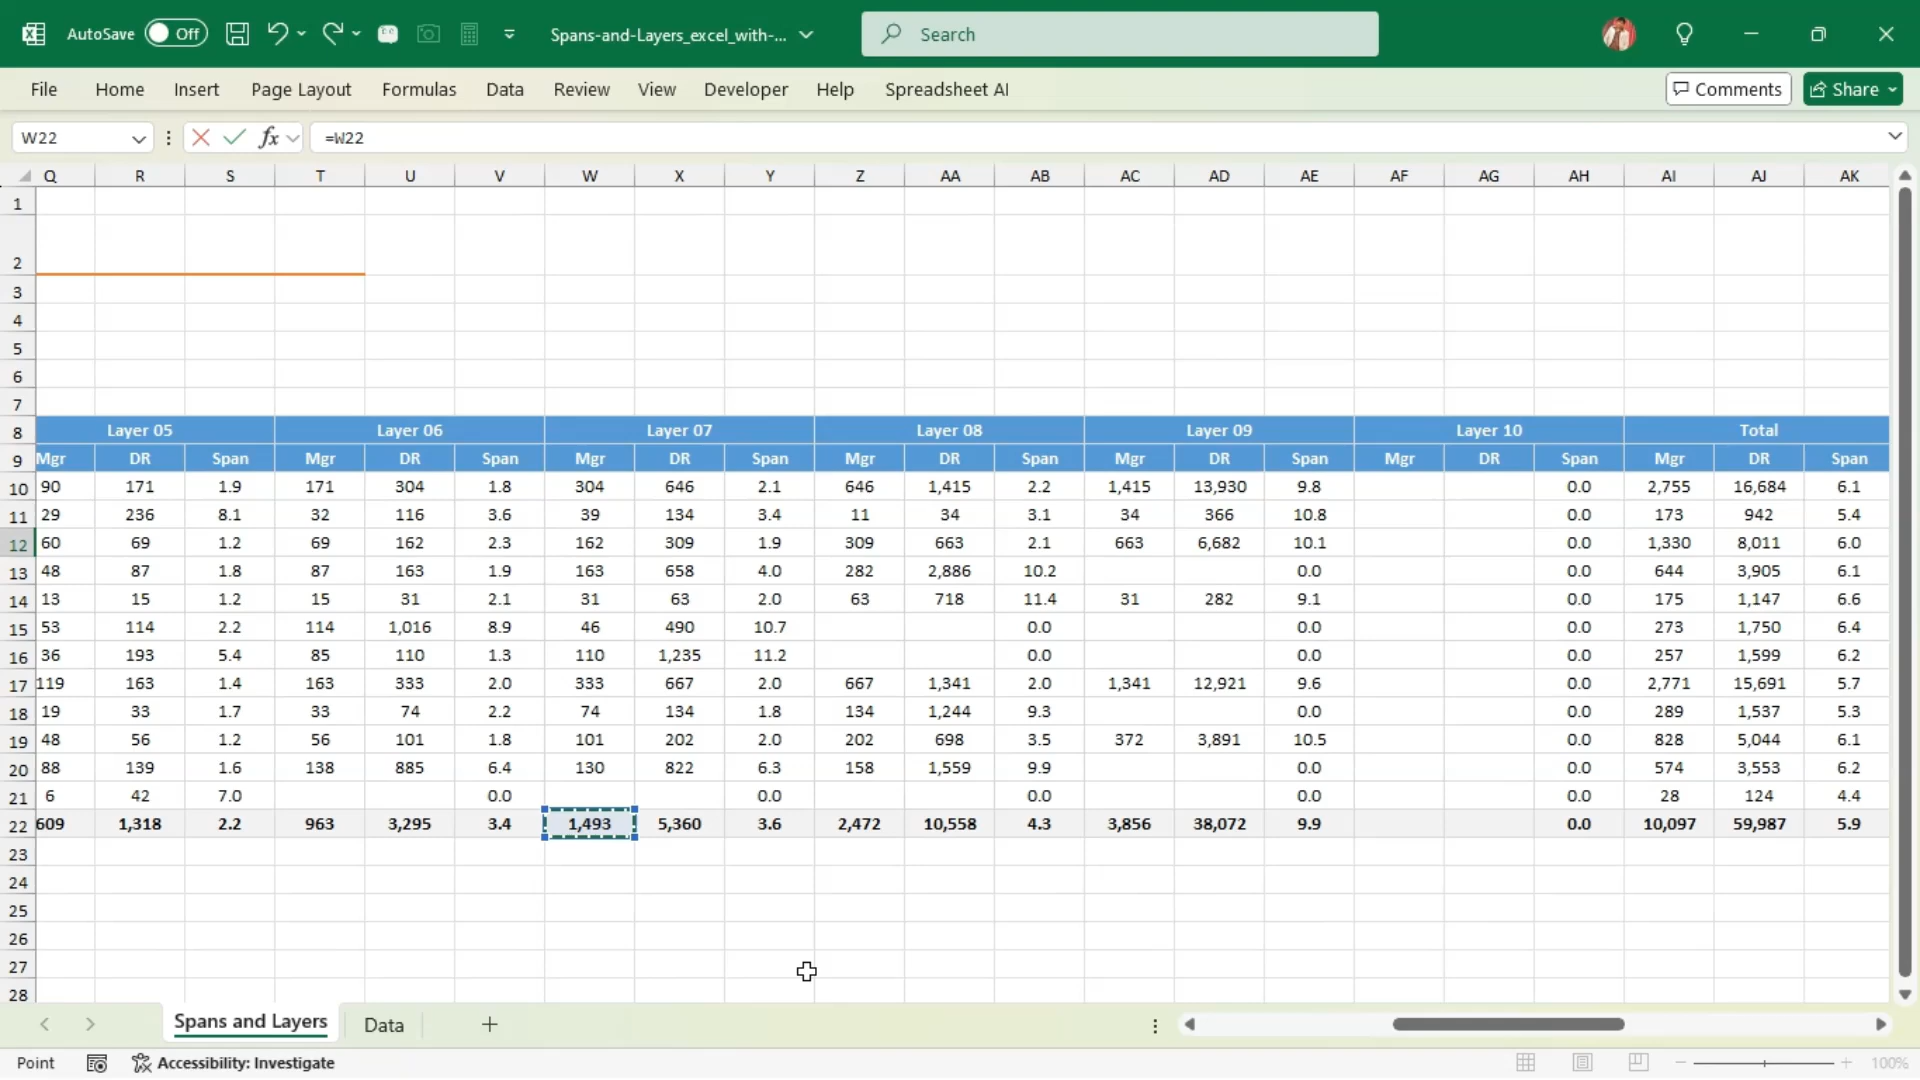 AutoSave Off Spans-and-Layers_excel_with-... Search
File Home Insert Page Layout Formulas Data Review View Developer Help Spreadsheet AI Comments Share
W22 fx =W22
Q R S T U V W X Y Z AA AB AC AD AE AF AG AH AI AJ AK
1
2
3
4
5
6
7
8 Layer 05 Layer 06 Layer 07 Layer 08 Layer 09 Layer 10 Total
9 Mgr DR Span Mgr DR Span Mgr DR Span Mgr DR Span Mgr DR Span Mgr DR Span Mgr DR Span
10 90 171 1.9 171 304 1.8 304 646 2.1 646 1,415 2.2 1,415 13,930 9.8 0.0 2,755 16,684 6.1
11 29 236 8.1 32 116 3.6 39 134 3.4 11 34 3.1 34 366 10.8 0.0 173 942 5.4
12 60 69 1.2 69 162 2.3 162 309 1.9 309 663 2.1 663 6,682 10.1 0.0 1,330 8,011 6.0
13 48 87 1.8 87 163 1.9 163 658 4.0 282 2,886 10.2 0.0 0.0 644 3,905 6.1
14 13 15 1.2 15 31 2.1 31 63 2.0 63 718 11.4 31 282 9.1 0.0 175 1,147 6.6
15 53 114 2.2 114 1,016 8.9 46 490 10.7 0.0 0.0 0.0 273 1,750 6.4
16 36 193 5.4 85 110 1.3 110 1,235 11.2 0.0 0.0 0.0 257 1,599 6.2
17 119 163 1.4 163 333 2.0 333 667 2.0 667 1,341 2.0 1,341 12,921 9.6 0.0 2,771 15,691 5.7
18 19 33 1.7 33 74 2.2 74 134 1.8 134 1,244 9.3 0.0 0.0 289 1,537 5.3
19 48 56 1.2 56 101 1.8 101 202 2.0 202 698 3.5 372 3,891 10.5 0.0 828 5,044 6.1
20 88 139 1.6 138 885 6.4 130 822 6.3 158 1,559 9.9 0.0 0.0 574 3,553 6.2
21 6 42 7.0 0.0 0.0 0.0 0.0 0.0 28 124 4.4
22 609 1,318 2.2 963 3,295 3.4 1,493 5,360 3.6 2,472 10,558 4.3 3,856 38,072 9.9 0.0 10,097 59,987 5.9
23
24
25
26
27
28
Spans and Layers Data
Point Accessibility: Investigate 100%